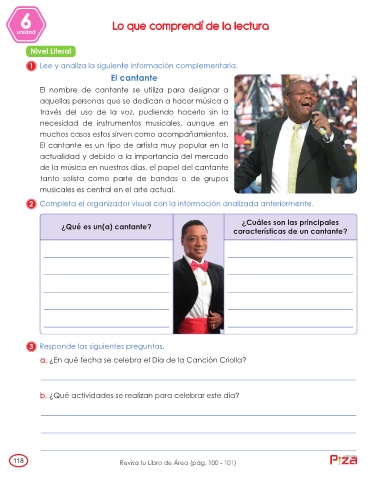 6
unidad
Lo que comprendí de la lectura
Nivel Literal
1 Lee y analiza la siguiente información complementaria.
El cantante
El nombre de cantante se utiliza para designar a
aquellas personas que se dedican a hacer música a
través del uso de la voz, pudiendo hacerlo sin la
necesidad de instrumentos musicales, aunque en
muchos casos estos sirven como acompañamientos.
El cantante es un tipo de artista muy popular en la
actualidad y debido a la importancia del mercado
de la música en nuestros días, el papel del cantante
tanto solista como parte de bandas o de grupos
musicales es central en el arte actual.
2 Completa el organizador visual con la información analizada anteriormente.
¿Qué es un(a) cantante?
¿Cuáles son las principales
características de un cantante?
3 Responde las siguientes preguntas.
a. ¿En qué fecha se celebra el Día de la Canción Criolla?
b. ¿Qué actividades se realizan para celebrar este día?
118
Revisa tu Libro de Área (pág. 100 - 101)